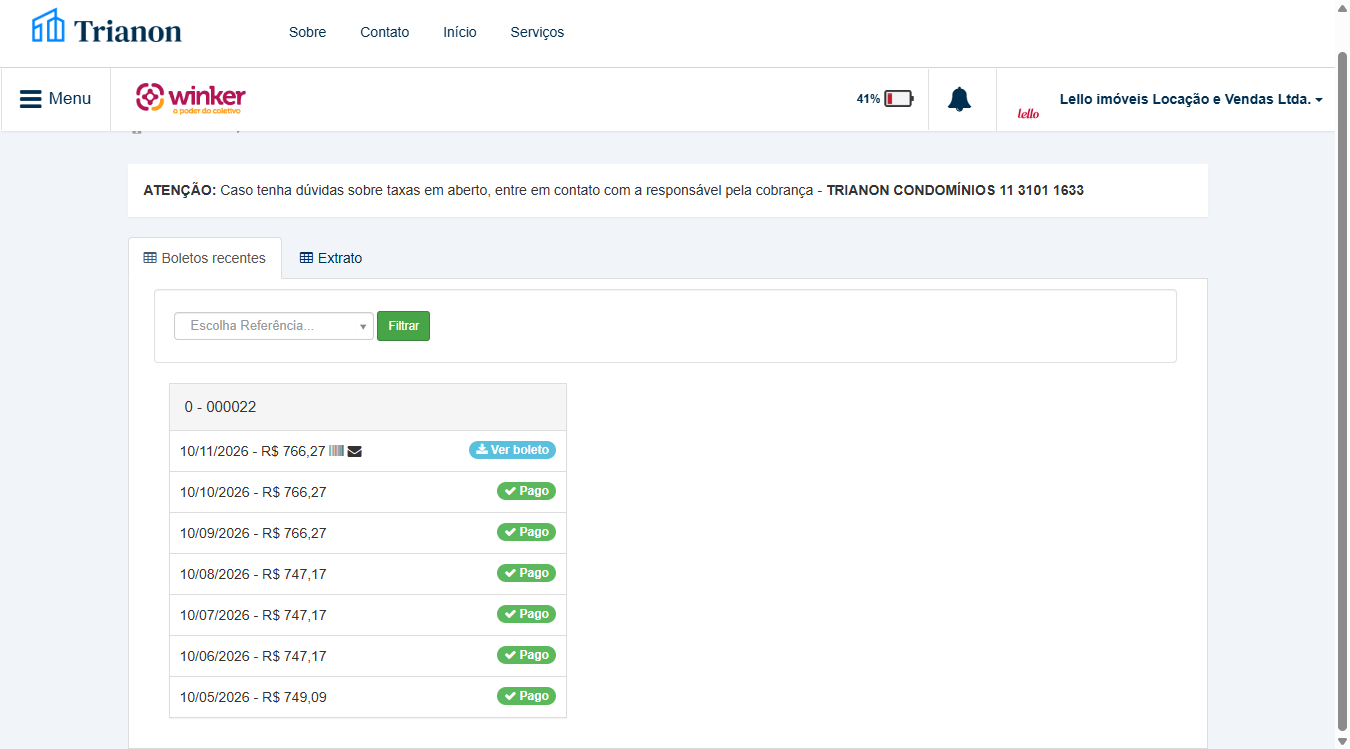 Trianon
Sobre Contato Início Serviços
Menu
winker
o poder do coletivo
41%
lello
Lello imóveis Locação e Vendas Ltda.
ATENÇÃO: Caso tenha dúvidas sobre taxas em aberto, entre em contato com a responsável pela cobrança - TRIANON CONDOMÍNIOS 11 3101 1633
Boletos recentes Extrato
Escolha Referência... Filtrar
0 - 000022
10/11/2026 - R$ 766,27 Ver boleto
10/10/2026 - R$ 766,27 Pago
10/09/2026 - R$ 766,27 Pago
10/08/2026 - R$ 747,17 Pago
10/07/2026 - R$ 747,17 Pago
10/06/2026 - R$ 747,17 Pago
10/05/2026 - R$ 749,09 Pago